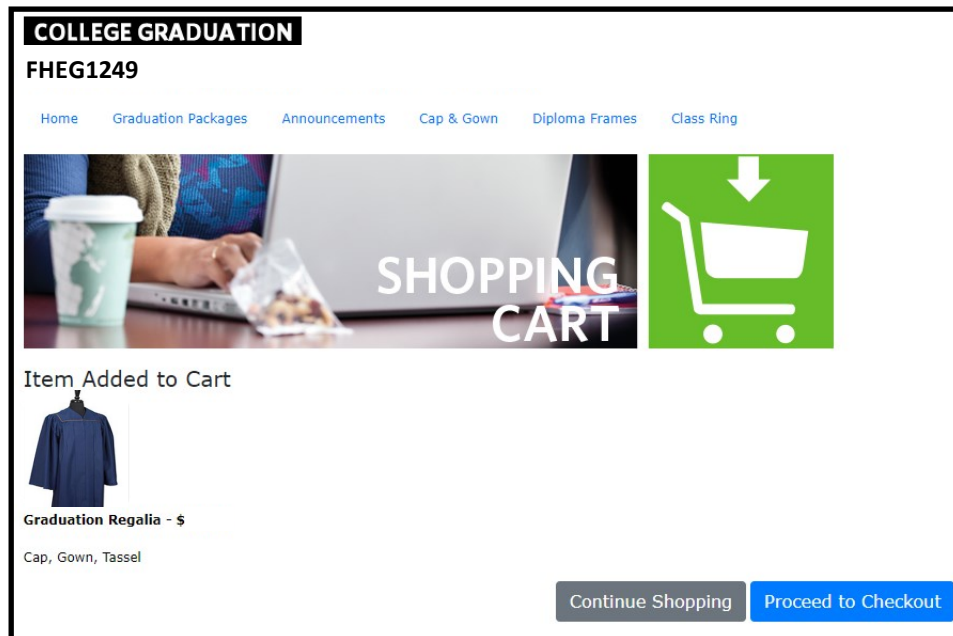 COLLEGE GRADUATION
FHEG1249
Home Graduation Packages Announcements Cap & Gown Diploma Frames Class Ring
SHOPPING
CART
Item Added to Cart
Graduation Regalia - $
Cap, Gown, Tassel
Continue Shopping Proceed to Checkout